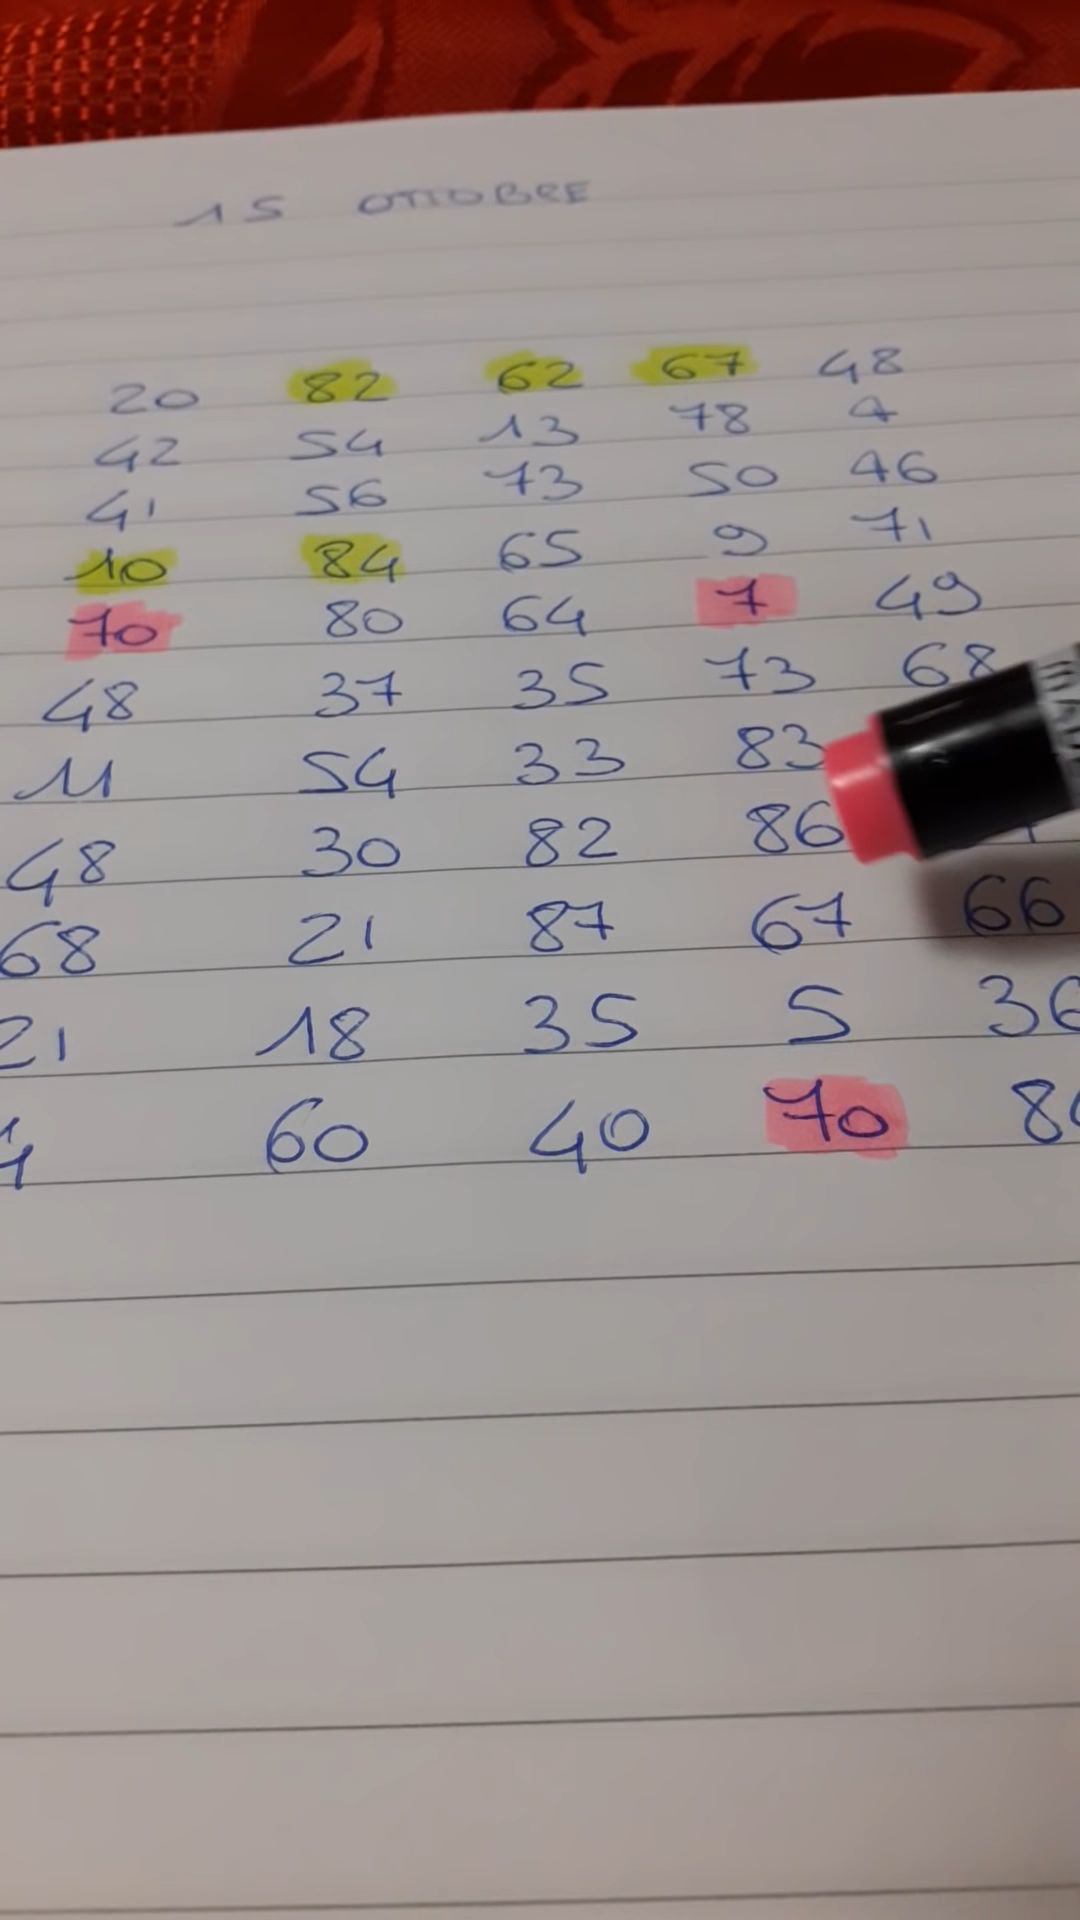 15 OTTOBRE
20 82 62 67 48
42 54 13 78 4
41 56 73 50 46
10 84 65 9 71
70 80 64 7 49
48 37 35 73 68
11 54 33 83
48 30 82 86
68 21 87 67 66
21 18 35 5 36
60 40 70